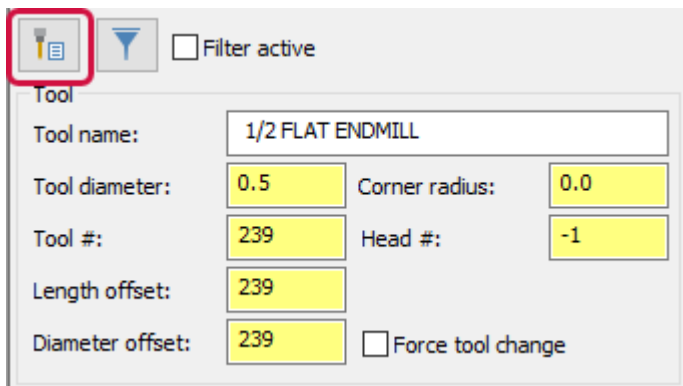 Filter active
Tool
Tool name: 1/2 FLAT ENDMILL
Tool diameter: 0.5 Corner radius: 0.0
Tool #: 239 Head #: -1
Length offset: 239
Diameter offset: 239 Force tool change